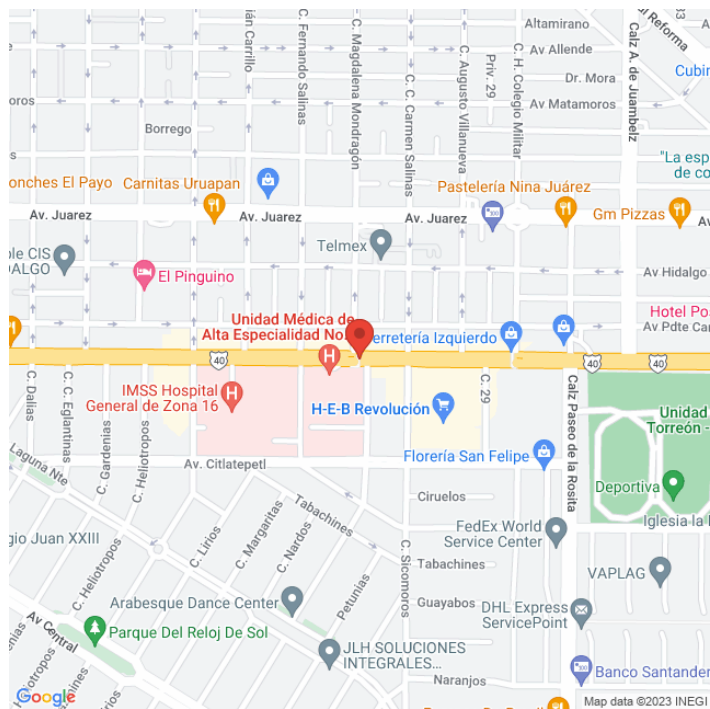 Altamirano
Av Allende
Dr. Mora
Av Matamoros
Borrego
C. Fernando Salinas
C. Magdalena Mondragón
C. C. Carmen Salinas
C. Augusto Villanueva
Priv. 29
C. H. Colegio Militar
Calz A. de Juambelz
Reforma
Carrillo
Cubi
"La esp
de co
onches El Payo
Carnitas Uruapan
Pastelería Nina Juárez
Gm Pizzas
Av. Juarez
Av. Juarez
Av. Juarez
Telmex
ble CIS
DALGO
El Pinguino
Av Hidalgo
Hotel Po
Av Pdte Car
Unidad Médica de
Alta Especialidad No.
erretería Izquierdo
40
40
40
IMSS Hospital
General de Zona 16
H-E-B Revolución
C. 29
Calz Paseo de la Rosita
Unidad
Torreón -
C. Dalias
C. C. Eglantinas
C. Gardenias
C. Heliotropos
Av. Citlatepetl
Florería San Felipe
Deportiva
Iglesia la
Laguna Nte
Ciruelos
Tabachines
FedEx World
Service Center
gio Juan XXIII
C. Lirios
C. Margaritas
C. Nardos
C. Heliotropos
Petunias
C. Sicomoros
Tabachines
VAPLAG
Arabesque Dance Center
Guayabos
DHL Express
ServicePoint
Av Central
Parque Del Reloj De Sol
JLH SOLUCIONES
INTEGRALES...
Naranjos
Banco Santander
Heliotropos
Lirios
Google
Map data ©2023 INEGI